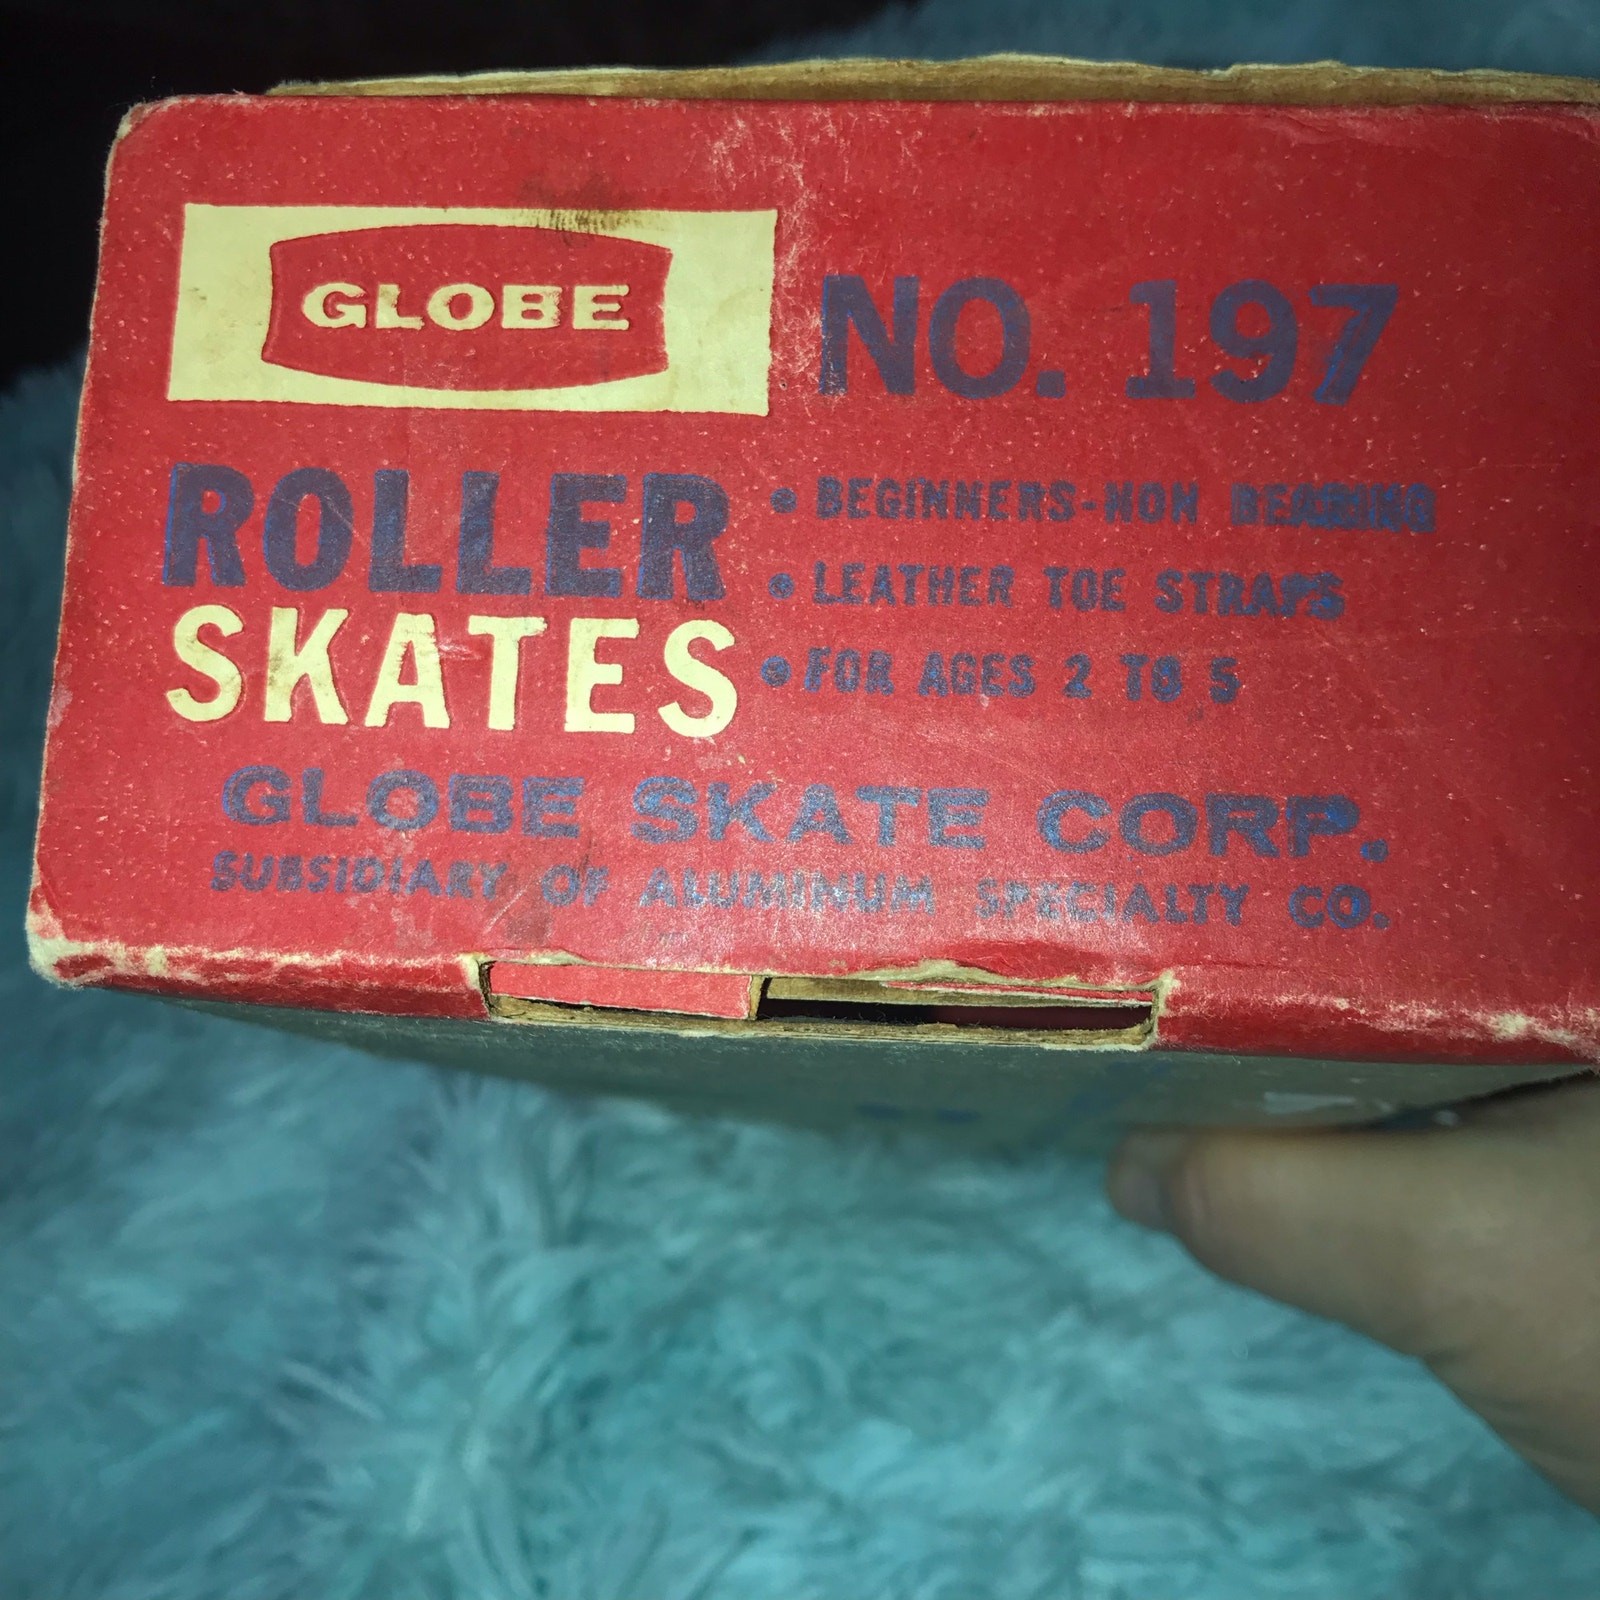 GLOBE
NO. 197
ROLLER
SKATES
• BEGINNERS-NON BEARING
• LEATHER TOE STRAPS
• FOR AGES 2 TO 5
GLOBE SKATE CORP.
SUBSIDIARY OF ALUMINUM SPECIALTY CO.